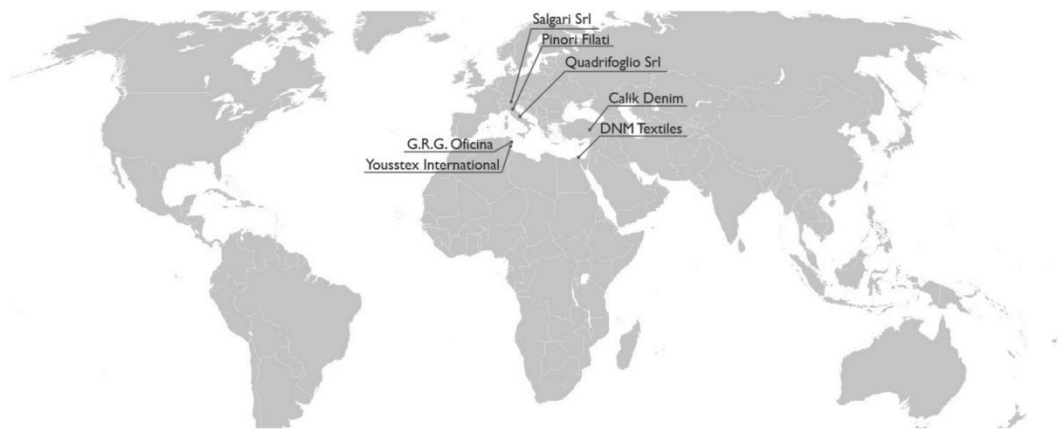 Salgari Srl
Pinori Filati
Quadrifoglio Srl
Calik Denim
DNM Textiles
G.R.G. Oficina
Yousstex International